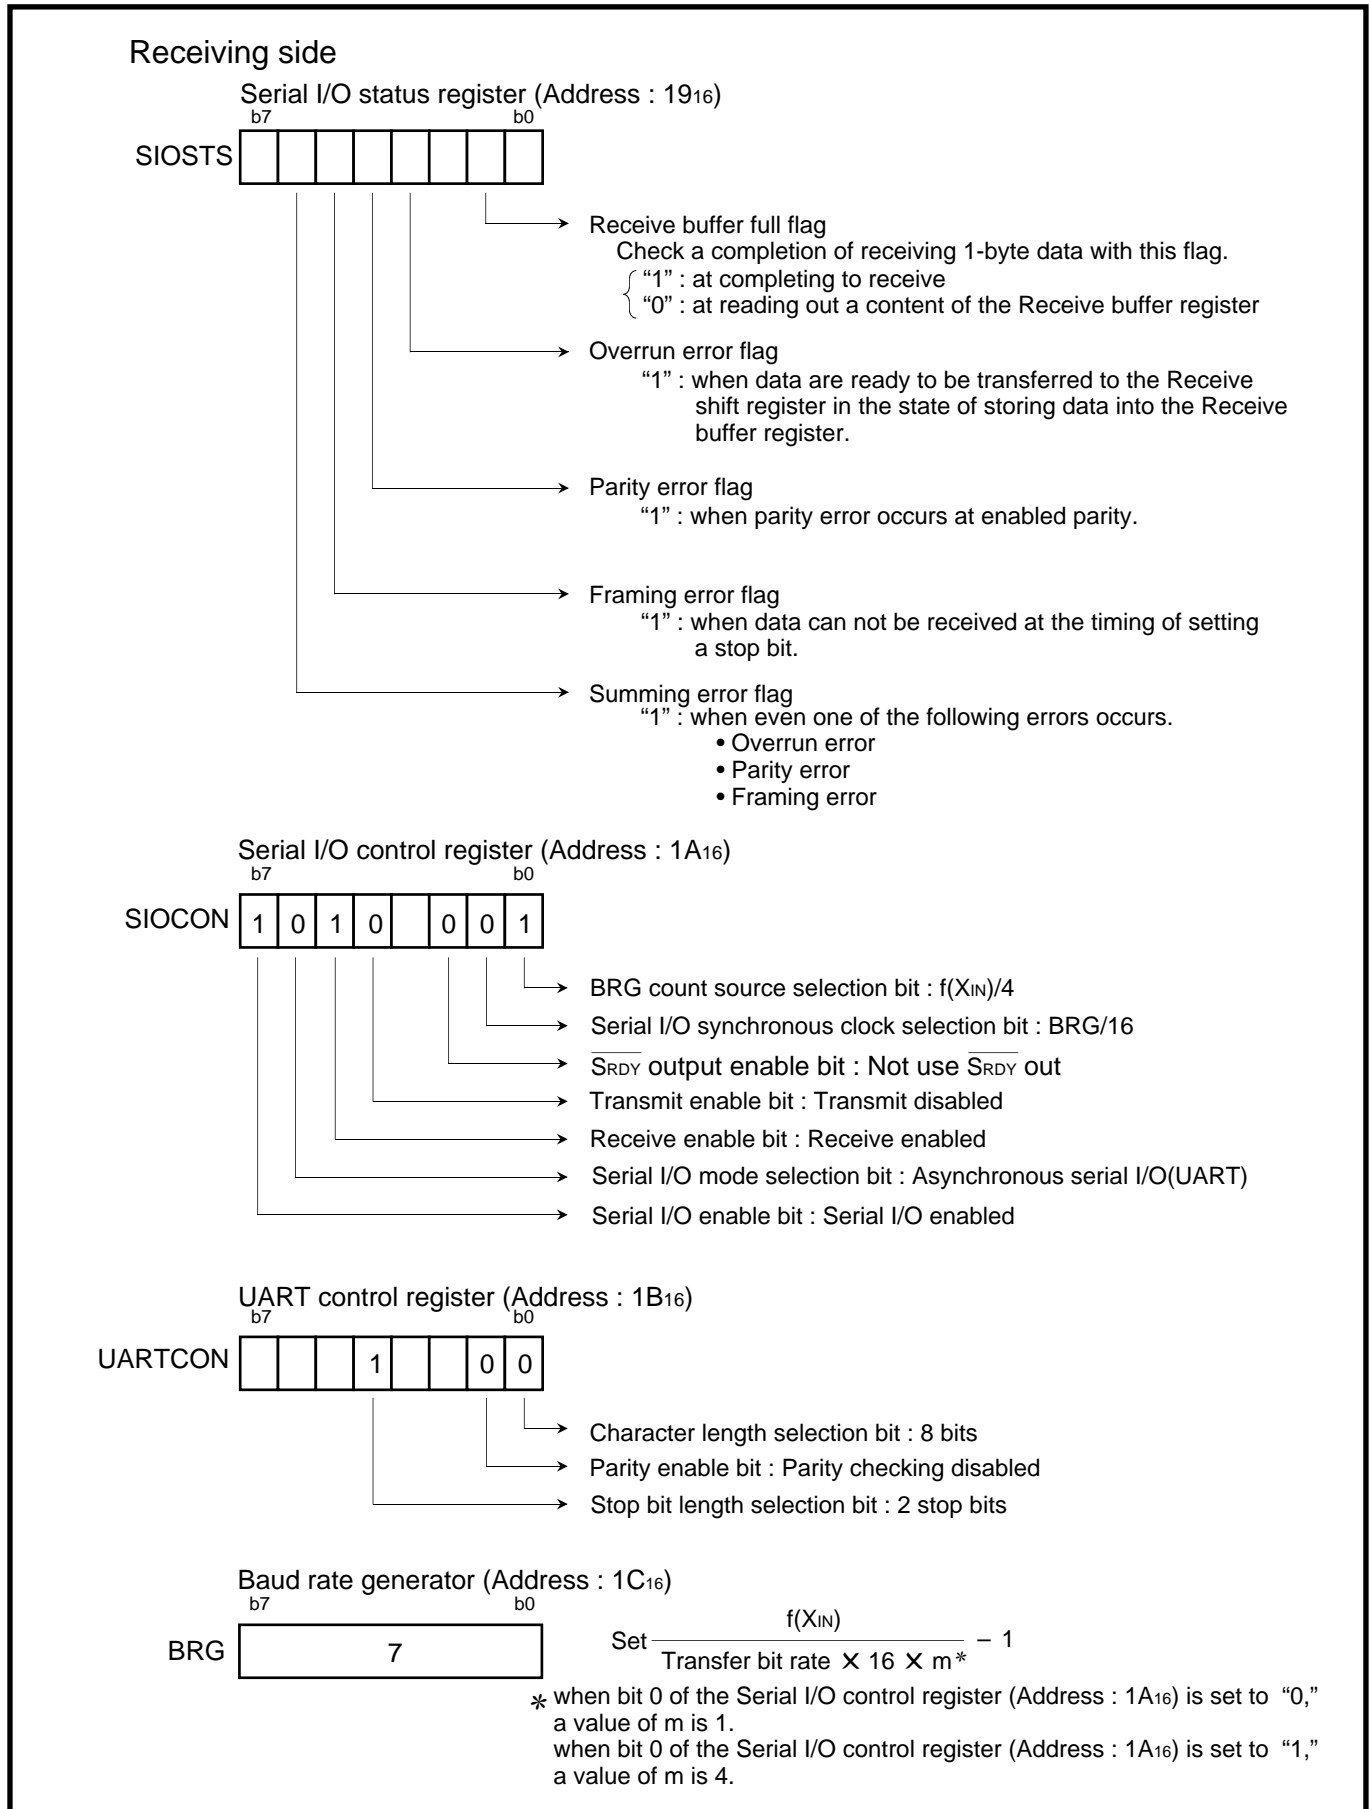 Receiving side
Serial I/O status register (Address : 1916)
b7 b0
SIOSTS
Receive buffer full flag
Check a completion of receiving 1-byte data with this flag.
“1” : at completing to receive
“0” : at reading out a content of the Receive buffer register
Overrun error flag
“1” : when data are ready to be transferred to the Receive
shift register in the state of storing data into the Receive
buffer register.
Parity error flag
“1” : when parity error occurs at enabled parity.
Framing error flag
“1” : when data can not be received at the timing of setting
a stop bit.
Summing error flag
“1” : when even one of the following errors occurs.
• Overrun error
• Parity error
• Framing error
Serial I/O control register (Address : 1A16)
b7 b0
SIOCON 1 0 1 0 0 0 1
BRG count source selection bit : f(XIN)/4
Serial I/O synchronous clock selection bit : BRG/16
SRDY output enable bit : Not use SRDY out
Transmit enable bit : Transmit disabled
Receive enable bit : Receive enabled
Serial I/O mode selection bit : Asynchronous serial I/O(UART)
Serial I/O enable bit : Serial I/O enabled
UART control register (Address : 1B16)
b7 b0
UARTCON 1 0 0
Character length selection bit : 8 bits
Parity enable bit : Parity checking disabled
Stop bit length selection bit : 2 stop bits
Baud rate generator (Address : 1C16)
b7 b0
BRG 7
f(XIN)
Set – 1
Transfer bit rate × 16 × m*
* when bit 0 of the Serial I/O control register (Address : 1A16) is set to “0,”
a value of m is 1.
when bit 0 of the Serial I/O control register (Address : 1A16) is set to “1,”
a value of m is 4.